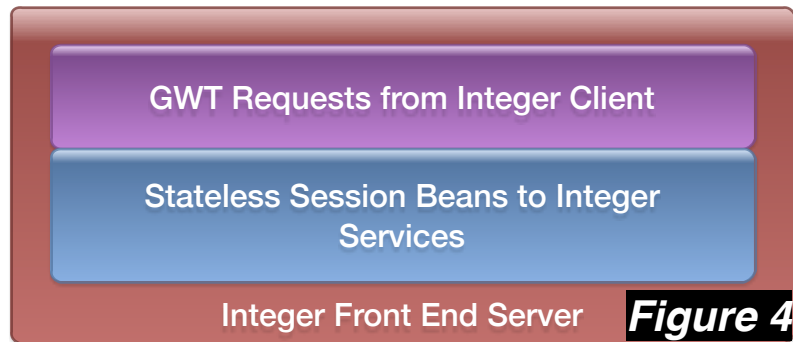 GWT Requests from Integer Client
Stateless Session Beans to Integer
Services
Integer Front End Server
Figure 4